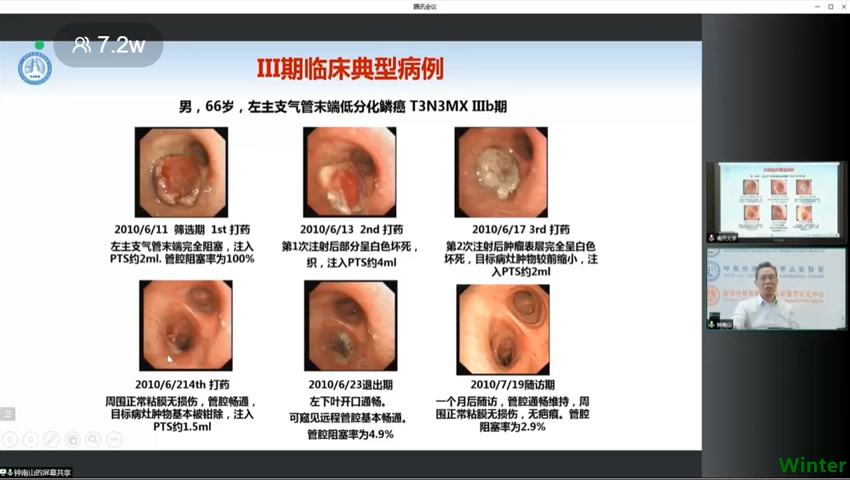 腾讯会议
7.2w
III期临床典型病例
男，66岁，左主支气管末端低分化鳞癌 T3N3MX IIIb期
2010/6/11 筛选期 1st 打药
左主支气管末端完全阻塞，注入
PTS约2ml. 管腔阻塞率为100%
2010/6/13 2nd 打药
第1次注射后部分呈白色坏死，
织，注入PTS约4ml
2010/6/17 3rd 打药
第2次注射后肿瘤表层完全呈白色
坏死，目标病灶肿物较前缩小，注
入PTS约2ml
2010/6/214th 打药
周围正常粘膜无损伤，管腔畅通，
目标病灶肿物基本被钳除，注入
PTS约1.5ml
2010/6/23退出期
左下叶开口通畅。
可窥见远程管腔基本畅通。
管腔阻塞率为4.9%
2010/7/19随访期
一个月后随访，管腔通畅维持，周
围正常粘膜无损伤，无疤痕。管腔
阻塞率为2.9%
南开大学
钟南山
钟南山的屏幕共享
Winter